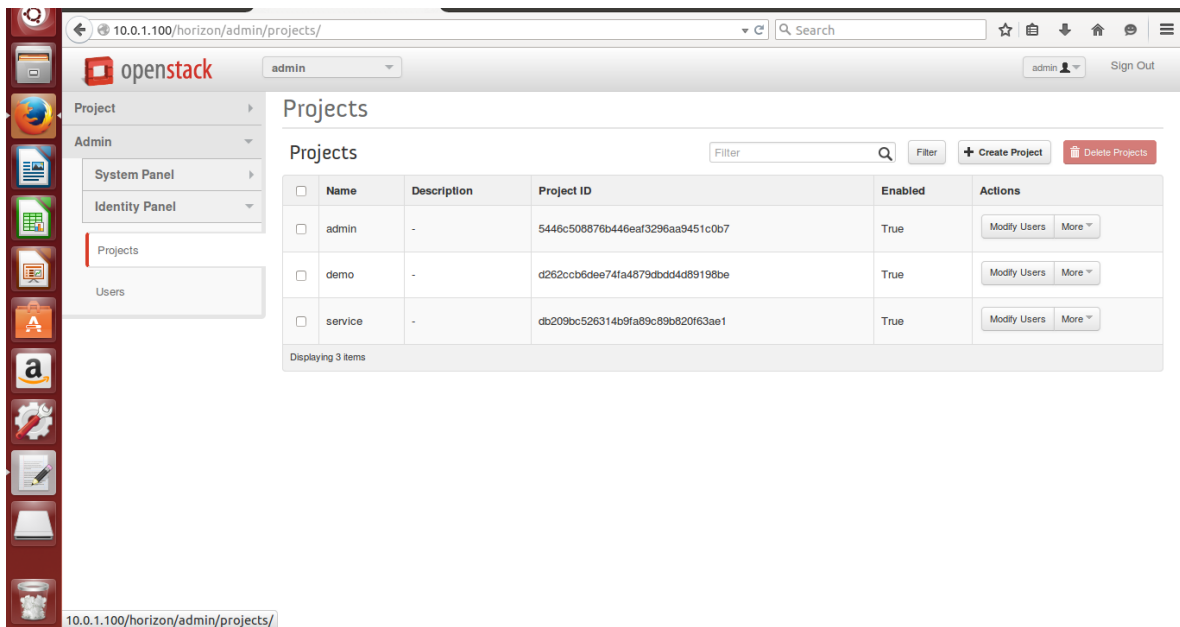 10.0.1.100/horizon/admin/projects/
Search
openstack
admin
admin
Sign Out
Project
Admin
System Panel
Identity Panel
Projects
Users
Projects
Projects
Filter
Filter
+ Create Project
Delete Projects
Name Description Project ID Enabled Actions
admin - 5446c508876b446eaf3296aa9451c0b7 True Modify Users More
demo - d262ccb6dee74fa4879dbdd4d89198be True Modify Users More
service - db209bc526314b9fa89c89b820f63ae1 True Modify Users More
Displaying 3 items
a
10.0.1.100/horizon/admin/projects/